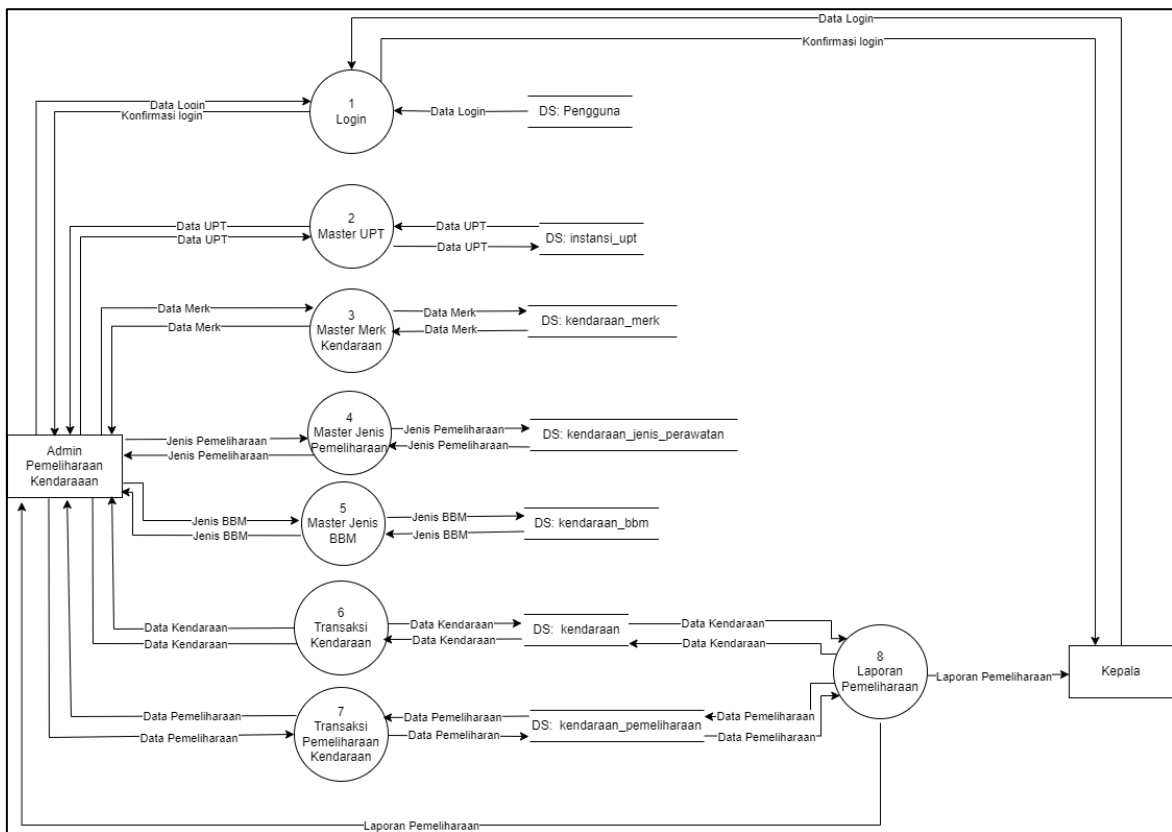 Data Login
Konfirmasi login
1
Login
Data Login
Konfirmasi login
Data Login
DS: Pengguna
2
Master UPT
Data UPT
Data UPT
Data UPT
Data UPT
DS: instansi_upt
3
Master Merk
Kendaraan
Data Merk
Data Merk
Data Merk
Data Merk
DS: kendaraan_merk
4
Master Jenis
Pemeliharaan
Jenis Pemeliharaan
Jenis Pemeliharaan
Jenis Pemeliharaan
Jenis Pemeliharaan
DS: kendaraan_jenis_perawatan
Admin
Pemeliharaan
Kendaraaan
5
Master Jenis
BBM
Jenis BBM
Jenis BBM
Jenis BBM
Jenis BBM
DS: kendaraan_bbm
6
Transaksi
Kendaraan
Data Kendaraan
Data Kendaraan
Data Kendaraan
Data Kendaraan
DS: kendaraan
Data Kendaraan
Data Kendaraan
8
Laporan
Pemeliharaan
Laporan Pemeliharaan
Kepala
7
Transaksi
Pemeliharaan
Kendaraan
Data Pemeliharaan
Data Pemeliharaan
Data Pemeliharaan
Data Pemeliharan
DS: kendaraan_pemeliharaan
Data Pemeliharaan
Data Pemeliharaan
Laporan Pemeliharaan